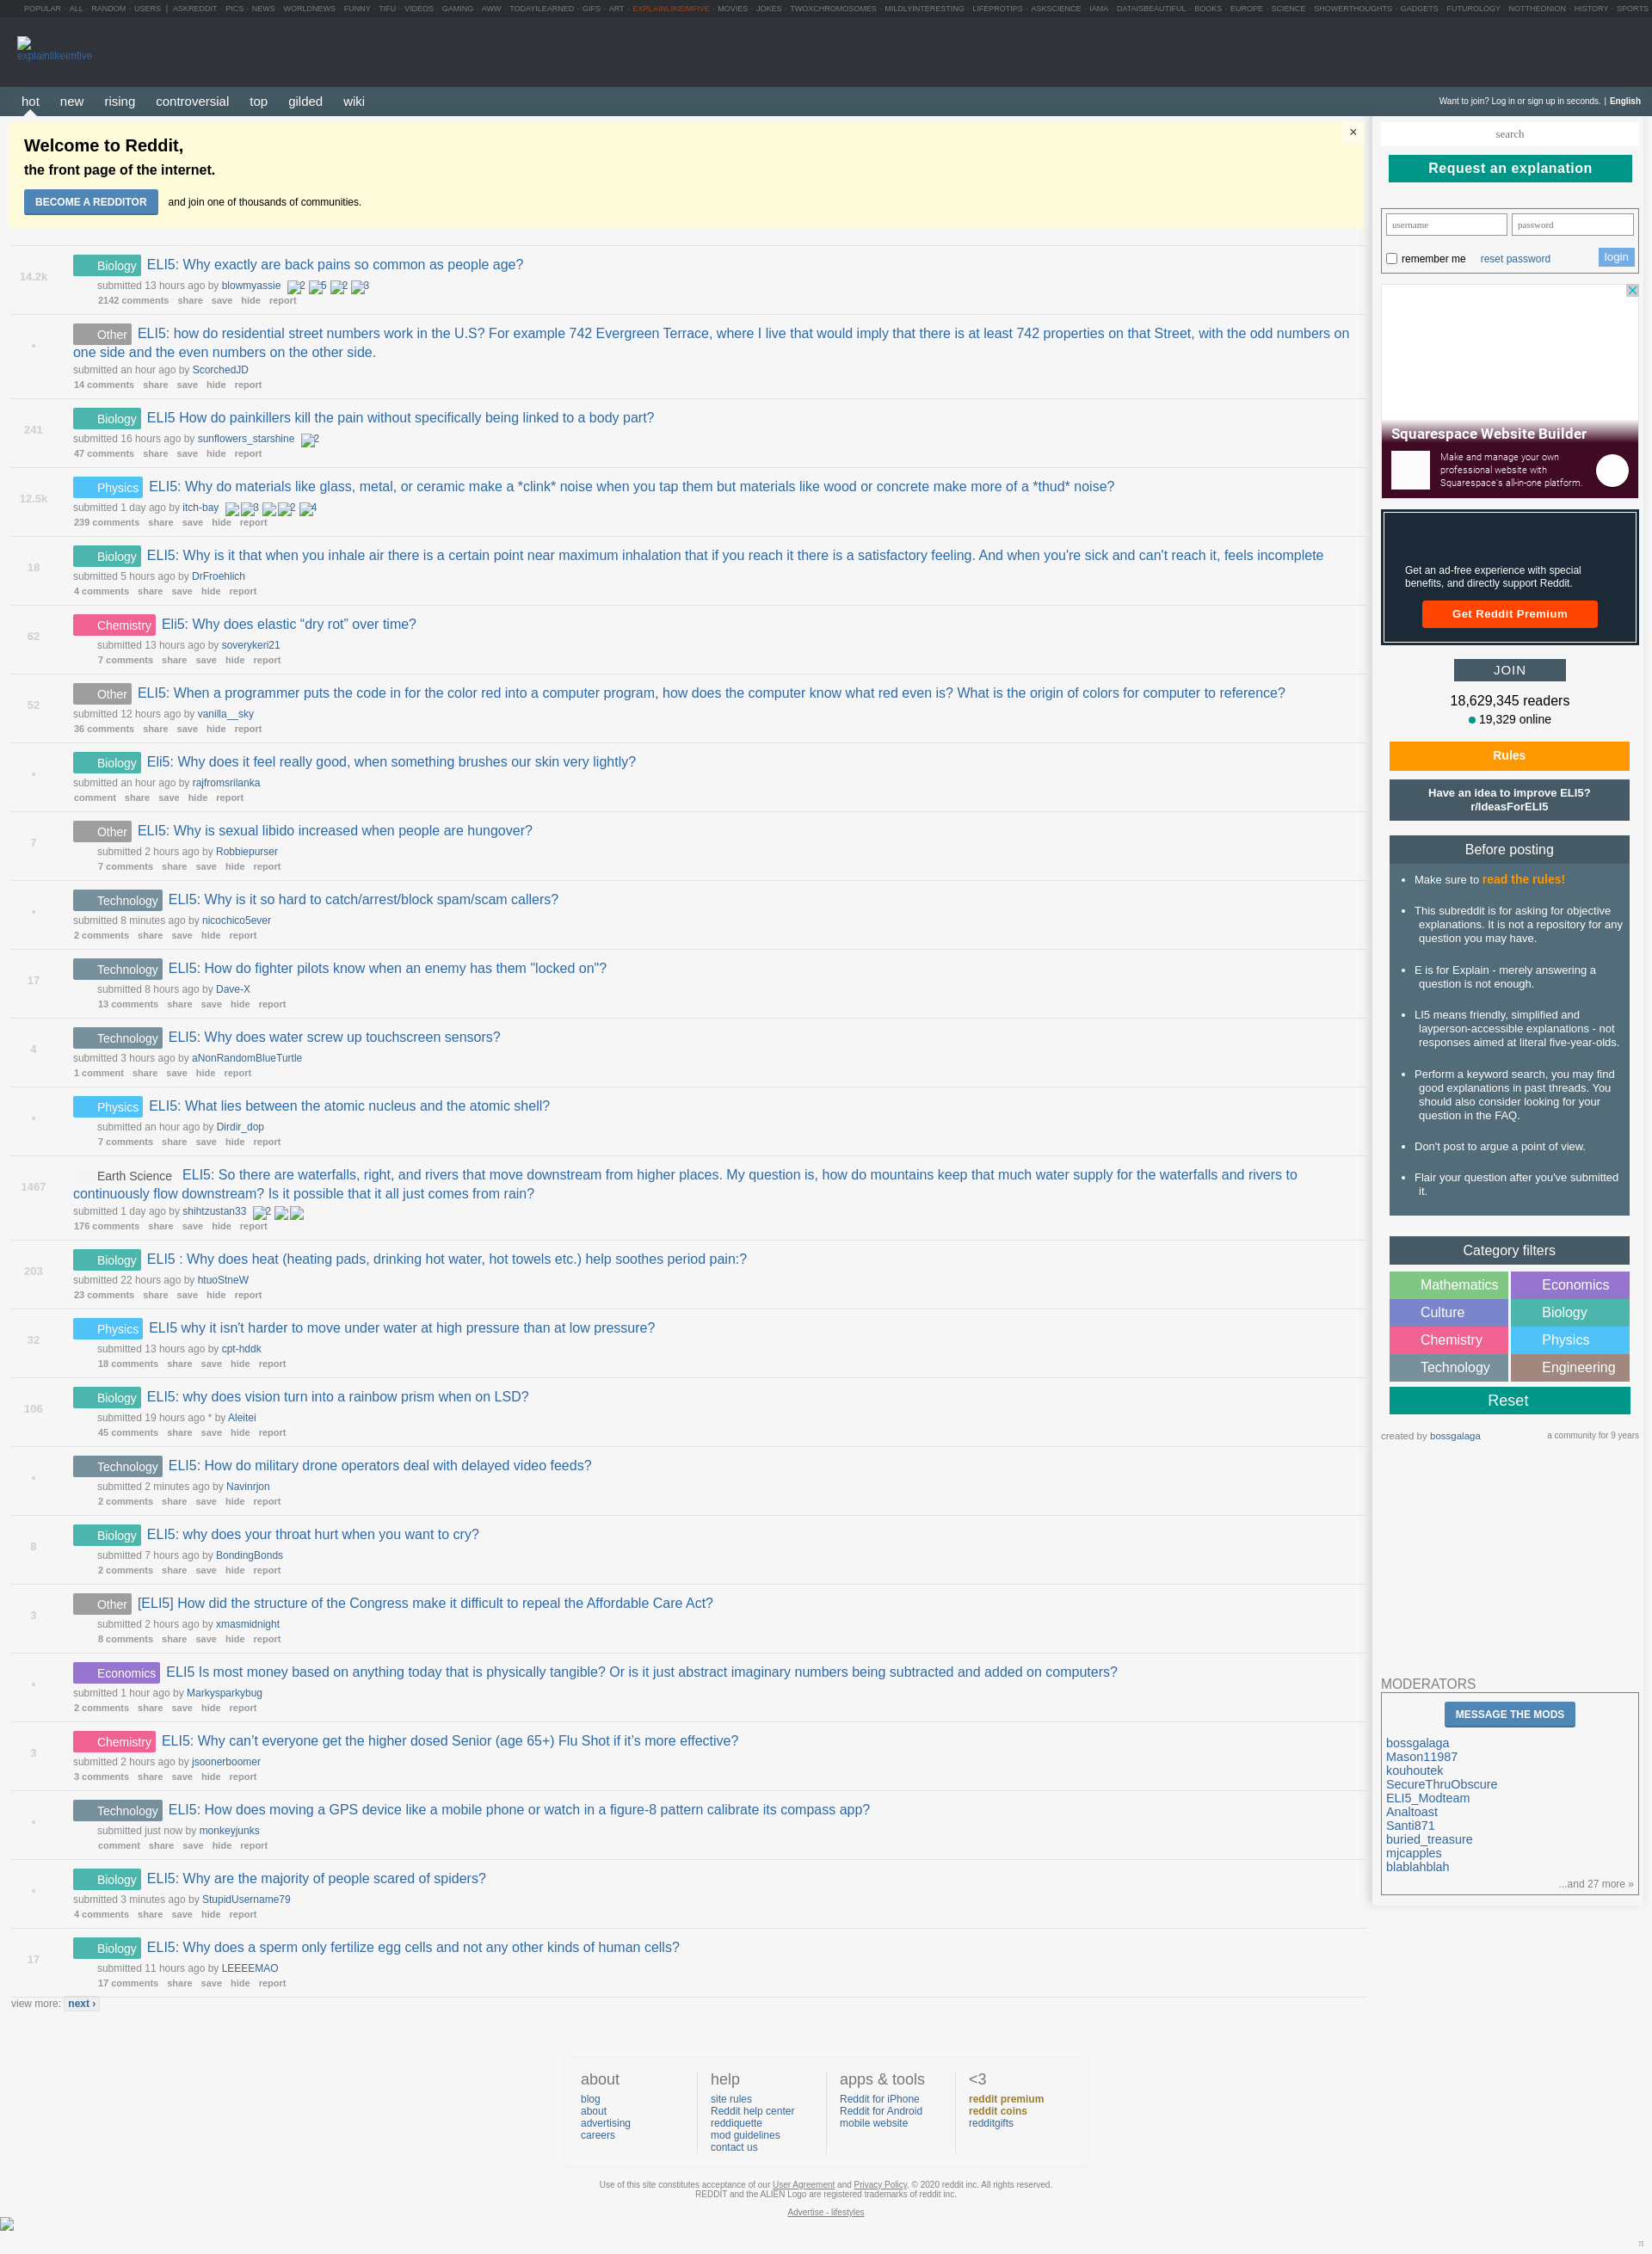 POPULAR - ALL - RANDOM - USERS | ASKREDDIT - PICS - NEWS - WORLDNEWS - FUNNY - TIFU - VIDEOS - GAMING - AWW - TODAYILEARNED - GIFS - ART - EXPLAINLIKEIMFIVE - MOVIES - JOKES - TWOXCHROMOSOMES - MILDLYINTERESTING - LIFEPROTIPS - ASKSCIENCE - IAMA - DATAISBEAUTIFUL - BOOKS - EUROPE - SCIENCE - SHOWERTHOUGHTS - GADGETS - FUTUROLOGY - NOTTHEONION - HISTORY - SPORTS
explainlikeimfive
hot new rising controversial top gilded wiki
Want to join? Log in or sign up in seconds. | English
Welcome to Reddit,
the front page of the internet.
BECOME A REDDITOR and join one of thousands of communities.
×
14.2k
Biology ELI5: Why exactly are back pains so common as people age?
submitted 13 hours ago by blowmyassie 2 5 2 3
2142 comments share save hide report
•
Other ELI5: how do residential street numbers work in the U.S? For example 742 Evergreen Terrace, where I live that would imply that there is at least 742 properties on that Street, with the odd numbers on
one side and the even numbers on the other side.
submitted an hour ago by ScorchedJD
14 comments share save hide report
241
Biology ELI5 How do painkillers kill the pain without specifically being linked to a body part?
submitted 16 hours ago by sunflowers_starshine 2
47 comments share save hide report
12.5k
Physics ELI5: Why do materials like glass, metal, or ceramic make a *clink* noise when you tap them but materials like wood or concrete make more of a *thud* noise?
submitted 1 day ago by itch-bay 3 2 4
239 comments share save hide report
18
Biology ELI5: Why is it that when you inhale air there is a certain point near maximum inhalation that if you reach it there is a satisfactory feeling. And when you're sick and can't reach it, feels incomplete
submitted 5 hours ago by DrFroehlich
4 comments share save hide report
62
Chemistry Eli5: Why does elastic “dry rot” over time?
submitted 13 hours ago by soverykeri21
7 comments share save hide report
52
Other ELI5: When a programmer puts the code in for the color red into a computer program, how does the computer know what red even is? What is the origin of colors for computer to reference?
submitted 12 hours ago by vanilla__sky
36 comments share save hide report
•
Biology Eli5: Why does it feel really good, when something brushes our skin very lightly?
submitted an hour ago by rajfromsrilanka
comment share save hide report
7
Other ELI5: Why is sexual libido increased when people are hungover?
submitted 2 hours ago by Robbiepurser
7 comments share save hide report
•
Technology ELI5: Why is it so hard to catch/arrest/block spam/scam callers?
submitted 8 minutes ago by nicochico5ever
2 comments share save hide report
17
Technology ELI5: How do fighter pilots know when an enemy has them "locked on"?
submitted 8 hours ago by Dave-X
13 comments share save hide report
4
Technology ELI5: Why does water screw up touchscreen sensors?
submitted 3 hours ago by aNonRandomBlueTurtle
1 comment share save hide report
•
Physics ELI5: What lies between the atomic nucleus and the atomic shell?
submitted an hour ago by Dirdir_dop
7 comments share save hide report
1467
Earth Science ELI5: So there are waterfalls, right, and rivers that move downstream from higher places. My question is, how do mountains keep that much water supply for the waterfalls and rivers to
continuously flow downstream? Is it possible that it all just comes from rain?
submitted 1 day ago by shihtzustan33 2
176 comments share save hide report
203
Biology ELI5 : Why does heat (heating pads, drinking hot water, hot towels etc.) help soothes period pain:?
submitted 22 hours ago by htuoStneW
23 comments share save hide report
32
Physics ELI5 why it isn't harder to move under water at high pressure than at low pressure?
submitted 13 hours ago by cpt-hddk
18 comments share save hide report
106
Biology ELI5: why does vision turn into a rainbow prism when on LSD?
submitted 19 hours ago * by Aleitei
45 comments share save hide report
•
Technology ELI5: How do military drone operators deal with delayed video feeds?
submitted 2 minutes ago by Navinrjon
2 comments share save hide report
8
Biology ELI5: why does your throat hurt when you want to cry?
submitted 7 hours ago by BondingBonds
2 comments share save hide report
3
Other [ELI5] How did the structure of the Congress make it difficult to repeal the Affordable Care Act?
submitted 2 hours ago by xmasmidnight
8 comments share save hide report
•
Economics ELI5 Is most money based on anything today that is physically tangible? Or is it just abstract imaginary numbers being subtracted and added on computers?
submitted 1 hour ago by Markysparkybug
2 comments share save hide report
3
Chemistry ELI5: Why can’t everyone get the higher dosed Senior (age 65+) Flu Shot if it’s more effective?
submitted 2 hours ago by jsoonerboomer
3 comments share save hide report
•
Technology ELI5: How does moving a GPS device like a mobile phone or watch in a figure-8 pattern calibrate its compass app?
submitted just now by monkeyjunks
comment share save hide report
•
Biology ELI5: Why are the majority of people scared of spiders?
submitted 3 minutes ago by StupidUsername79
4 comments share save hide report
17
Biology ELI5: Why does a sperm only fertilize egg cells and not any other kinds of human cells?
submitted 11 hours ago by LEEEEMAO
17 comments share save hide report
view more: next ›
search
Request an explanation
username password
remember me reset password login
Squarespace Website Builder
Make and manage your own
professional website with
Squarespace's all-in-one platform.
Get an ad-free experience with special
benefits, and directly support Reddit.
Get Reddit Premium
JOIN
18,629,345 readers
19,329 online
Rules
Have an idea to improve ELI5?
r/IdeasForELI5
Before posting
• Make sure to read the rules!
• This subreddit is for asking for objective
explanations. It is not a repository for any
question you may have.
• E is for Explain - merely answering a
question is not enough.
• LI5 means friendly, simplified and
layperson-accessible explanations - not
responses aimed at literal five-year-olds.
• Perform a keyword search, you may find
good explanations in past threads. You
should also consider looking for your
question in the FAQ.
• Don't post to argue a point of view.
• Flair your question after you've submitted
it.
Category filters
Mathematics Economics
Culture Biology
Chemistry Physics
Technology Engineering
Reset
created by bossgalaga a community for 9 years
MODERATORS
MESSAGE THE MODS
bossgalaga
Mason11987
kouhoutek
SecureThruObscure
ELI5_Modteam
Analtoast
Santi871
buried_treasure
mjcapples
blablahblah
...and 27 more »
about
blog
about
advertising
careers
help
site rules
Reddit help center
reddiquette
mod guidelines
contact us
apps & tools
Reddit for iPhone
Reddit for Android
mobile website
<3
reddit premium
reddit coins
redditgifts
Use of this site constitutes acceptance of our User Agreement and Privacy Policy. © 2020 reddit inc. All rights reserved.
REDDIT and the ALIEN Logo are registered trademarks of reddit inc.
Advertise - lifestyles
π